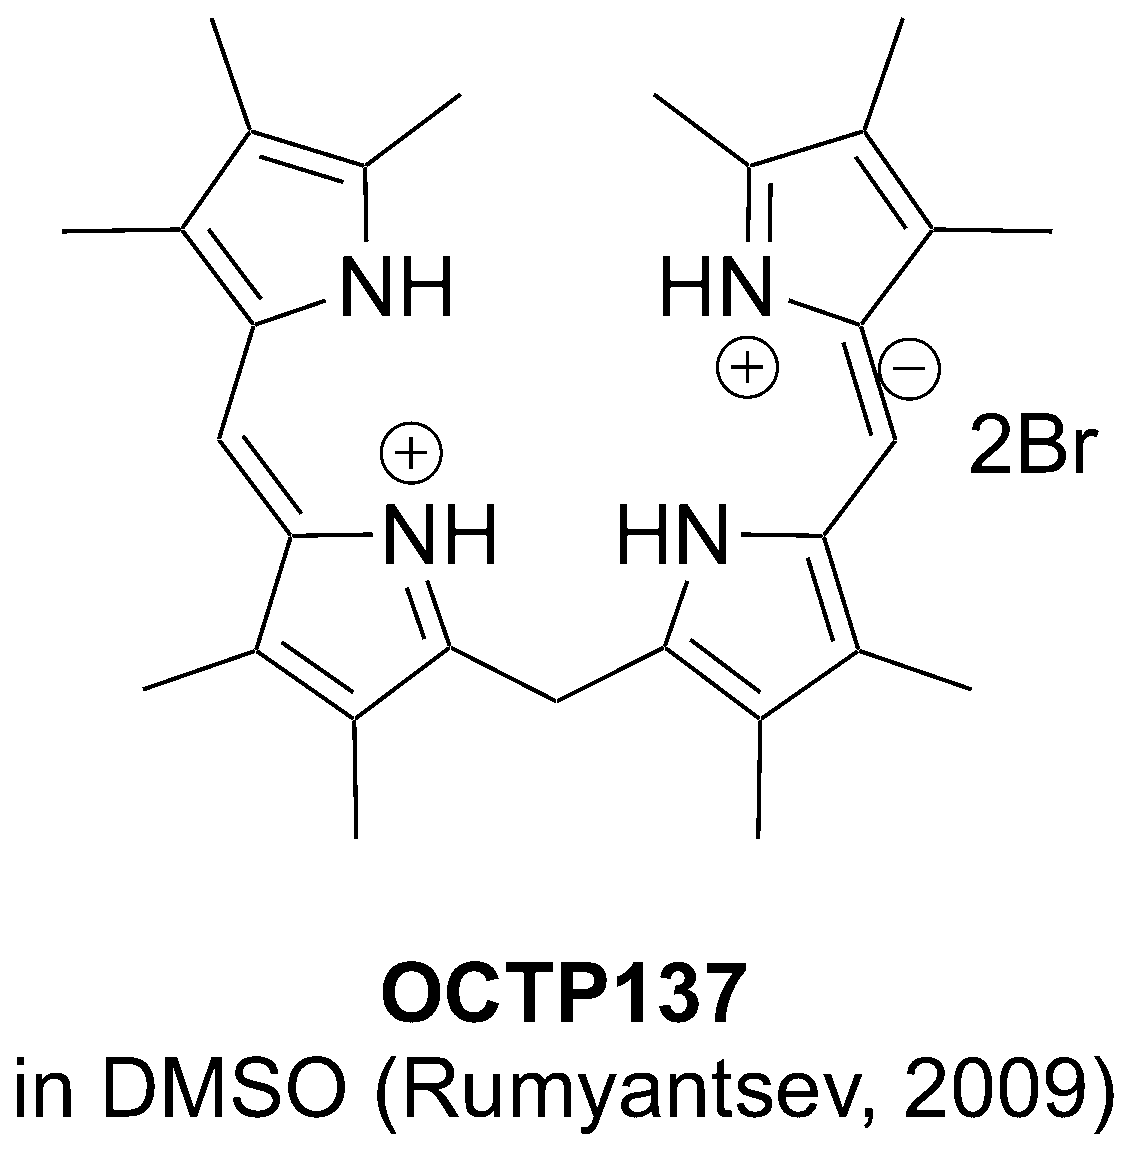 NH
HN
⊕
⊖
⊕
2Br
NH
HN
OCTP137
in DMSO (Rumyantsev, 2009)